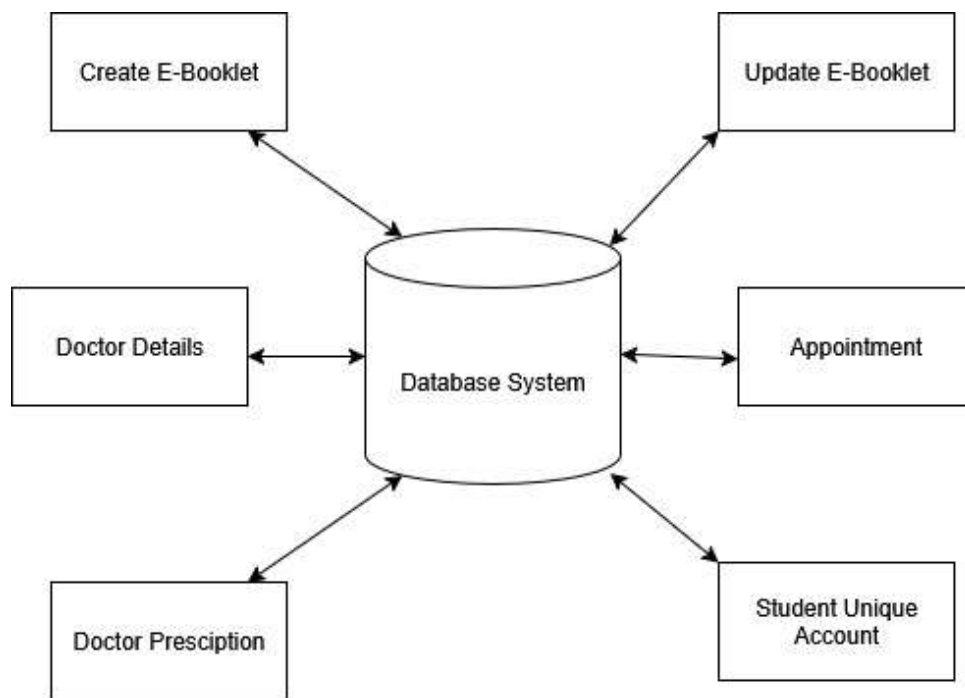 Create E-Booklet
Update E-Booklet
Doctor Details
Database System
Appointment
Doctor Presciption
Student Unique
Account